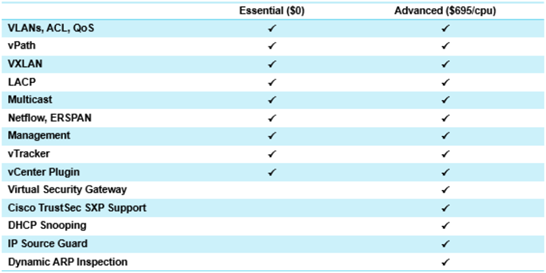 Essential ($0) Advanced ($695/cpu)
VLANs, ACL, QoS ✓ ✓
vPath ✓ ✓
VXLAN ✓ ✓
LACP ✓ ✓
Multicast ✓ ✓
Netflow, ERSPAN ✓ ✓
Management ✓ ✓
vTracker ✓ ✓
vCenter Plugin ✓ ✓
Virtual Security Gateway ✓
Cisco TrustSec SXP Support ✓
DHCP Snooping ✓
IP Source Guard ✓
Dynamic ARP Inspection ✓